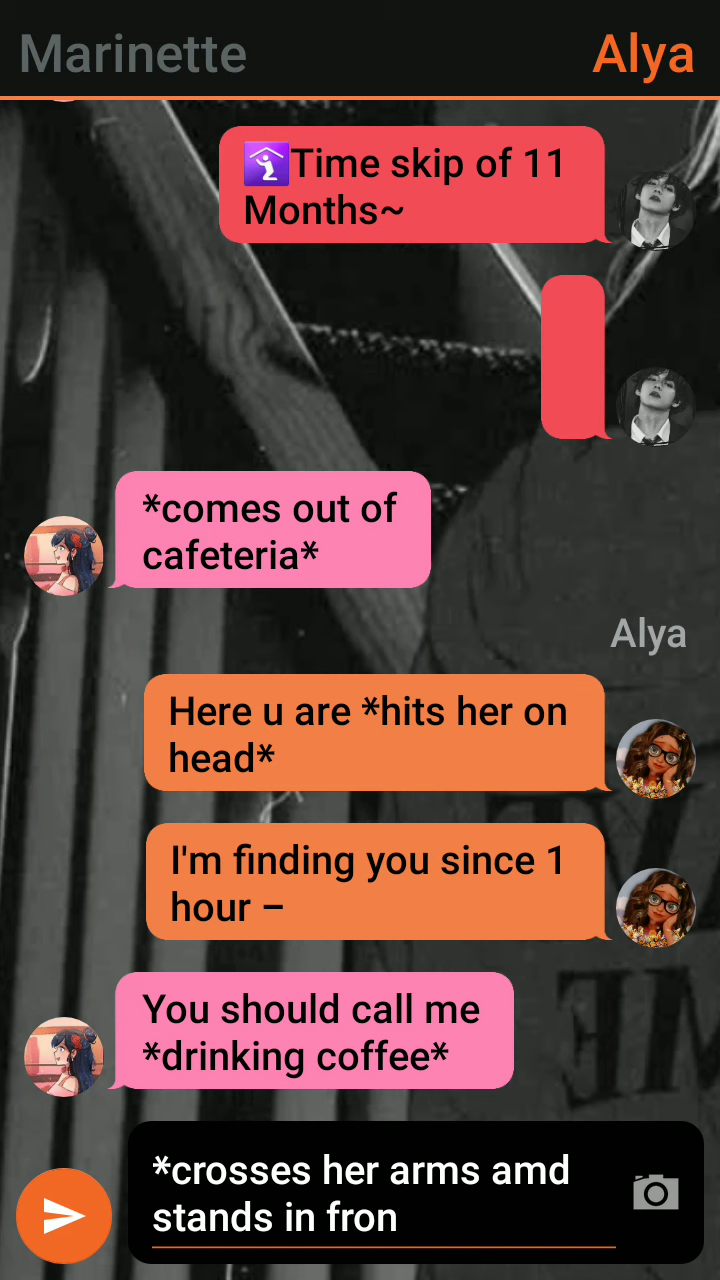 Marinette
Alya
🛐Time skip of 11
Months~
*comes out of
cafeteria*
Alya
Here u are *hits her on
head*
I'm finding you since 1
hour –
You should call me
*drinking coffee*
*crosses her arms amd
stands in fron